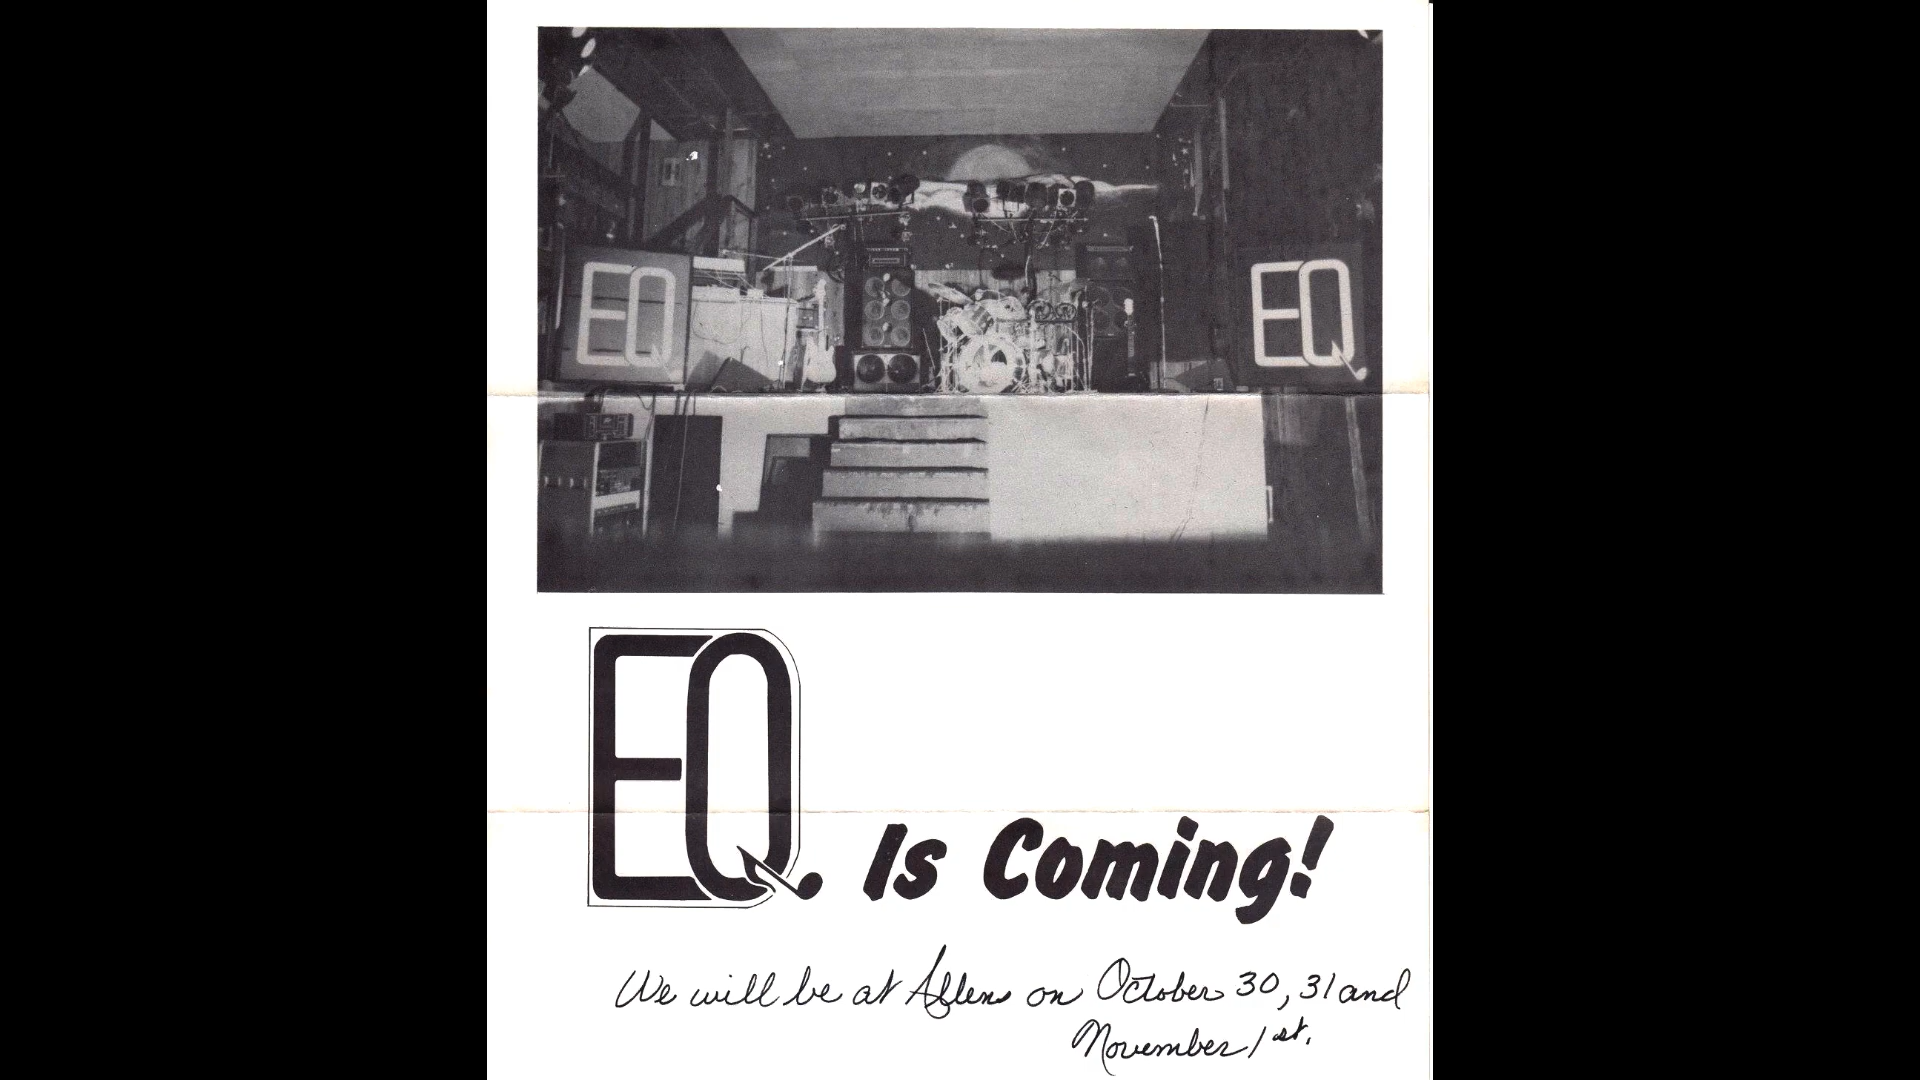 EQ EQ
EQ Is Coming!
We will be at Allens on October 30, 31 and
November 1st.